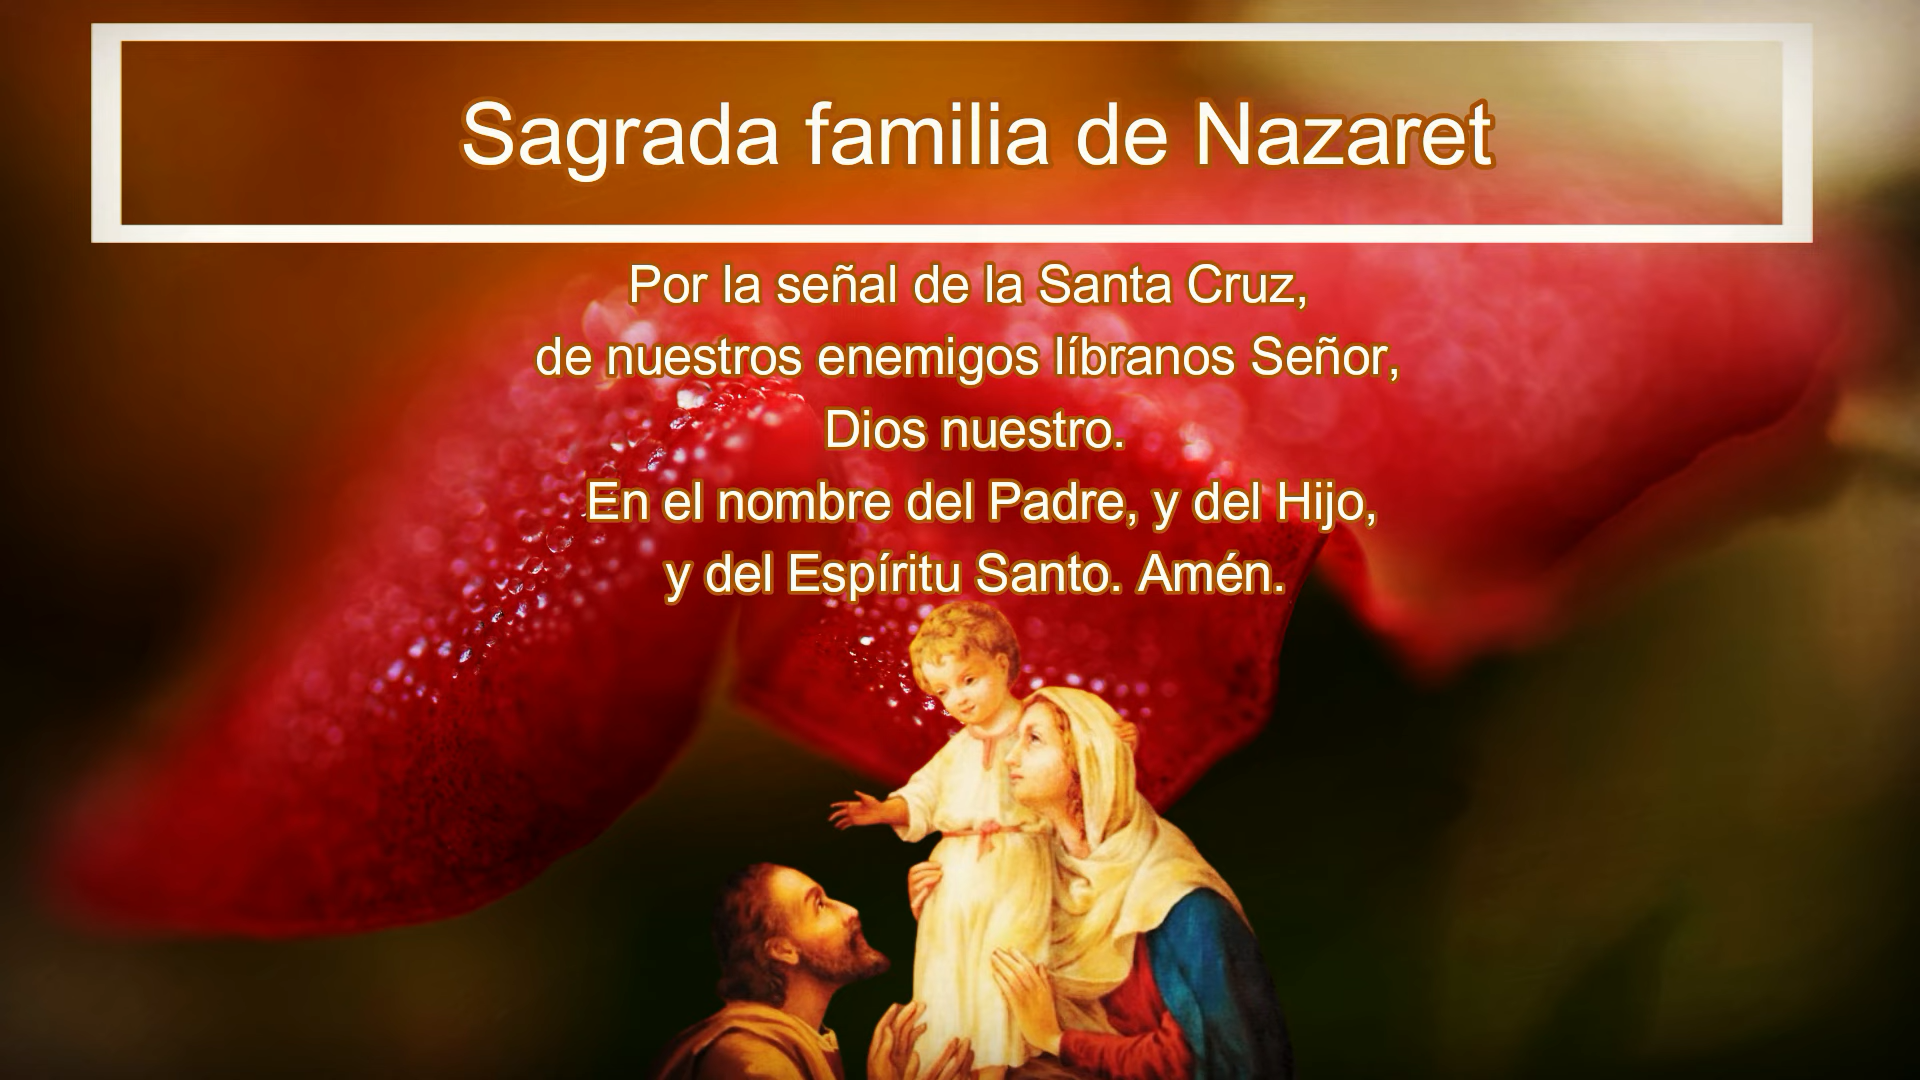 Sagrada familia de Nazaret
Por la señal de la Santa Cruz,
de nuestros enemigos líbranos Señor,
Dios nuestro.
En el nombre del Padre, y del Hijo,
y del Espíritu Santo. Amén.